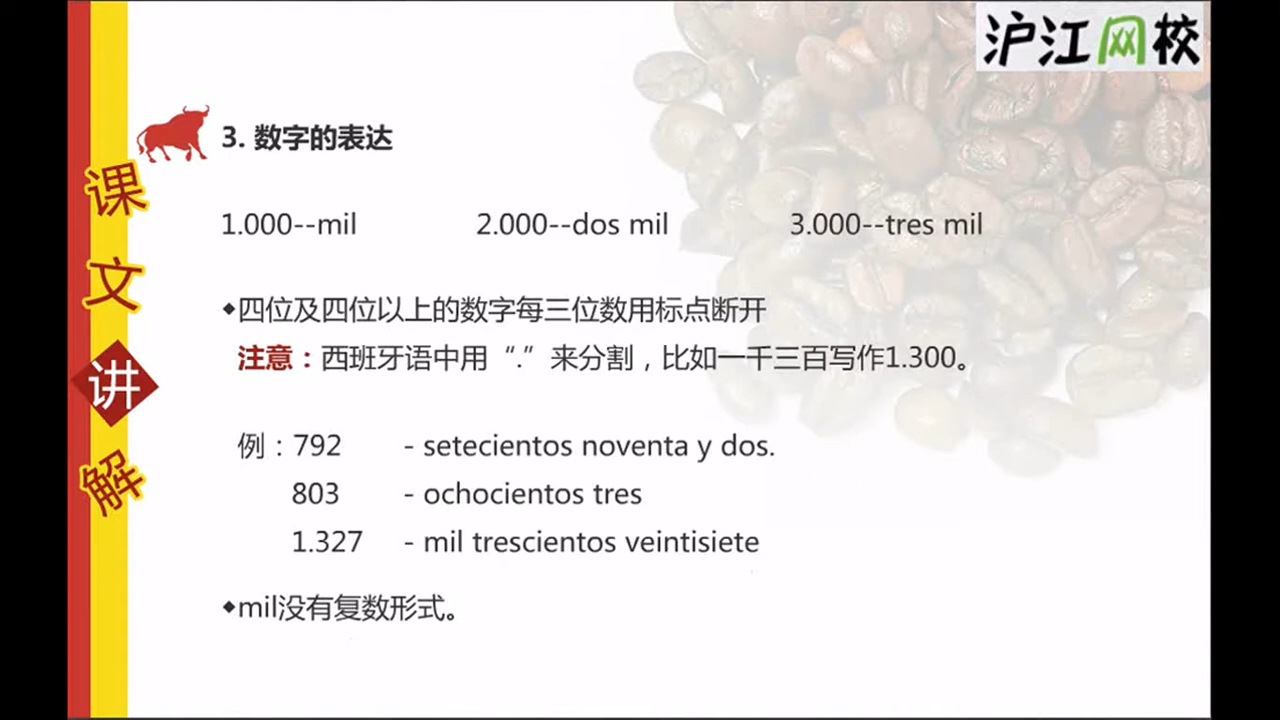 沪江网校
3. 数字的表达
1.000--mil 2.000--dos mil 3.000--tres mil
◆四位及四位以上的数字每三位数用标点断开
注意：西班牙语中用“.”来分割，比如一千三百写作1.300。
例：792 - setecientos noventa y dos.
803 - ochocientos tres
1.327 - mil trescientos veintisiete
◆mil没有复数形式。
课
文
讲
解